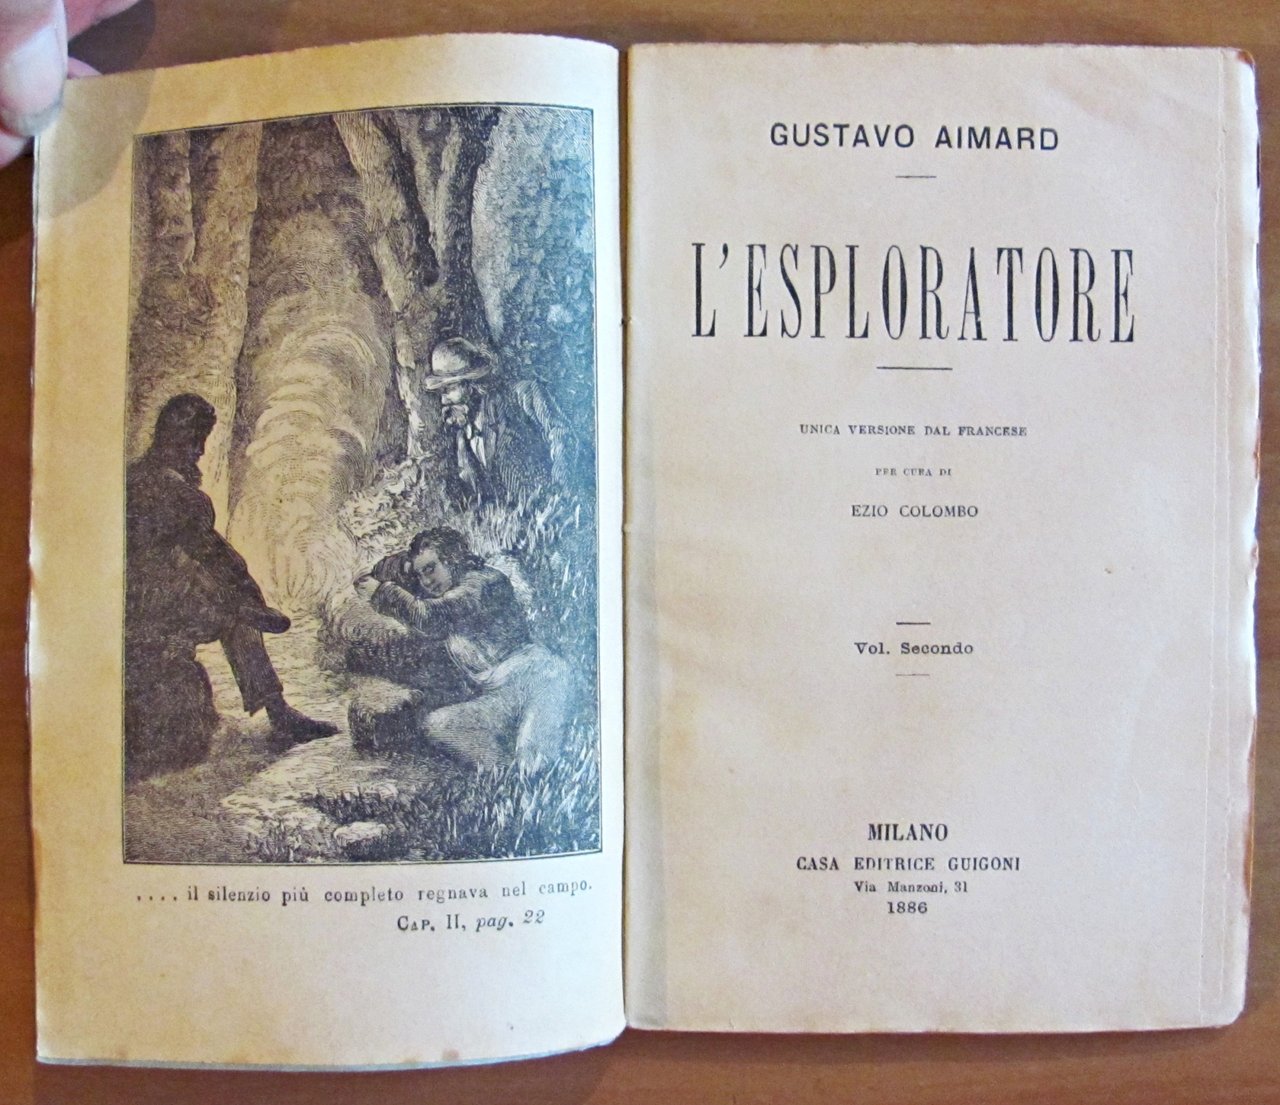 .... il silenzio più completo regnava nel campo.
CAP. II, pag. 22
GUSTAVO AIMARD
L'ESPLORATORE
UNICA VERSIONE DAL FRANCESE
PER CURA DI
EZIO COLOMBO
Vol. Secondo
MILANO
CASA EDITRICE GUIGONI
Via Manzoni, 31
1886